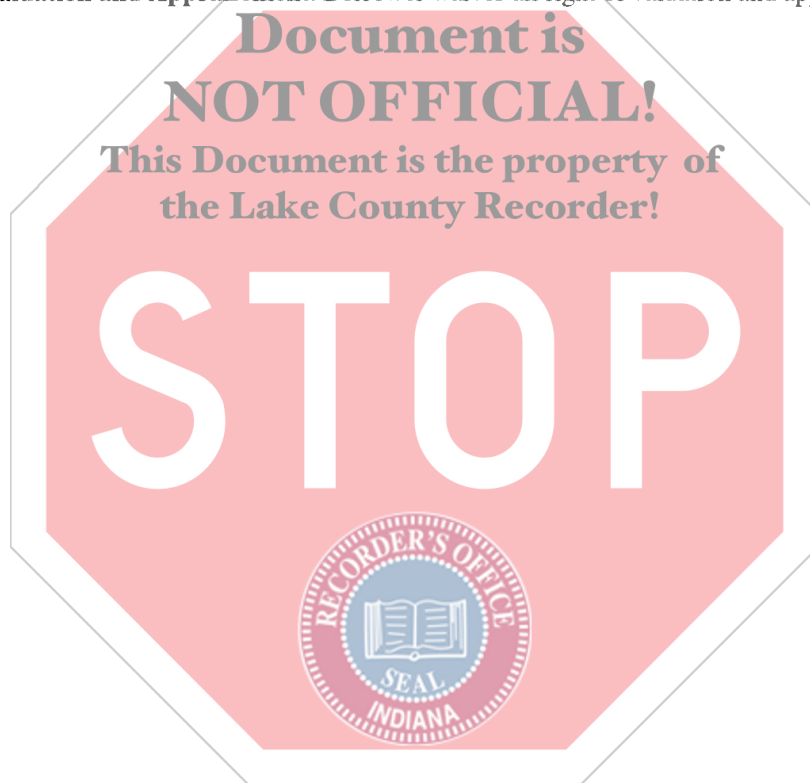 Document is
NOT OFFICIAL!
This Document is the property of
the Lake County Recorder!
STOP
RECORDER'S OFFICE
SEAL
INDIANA